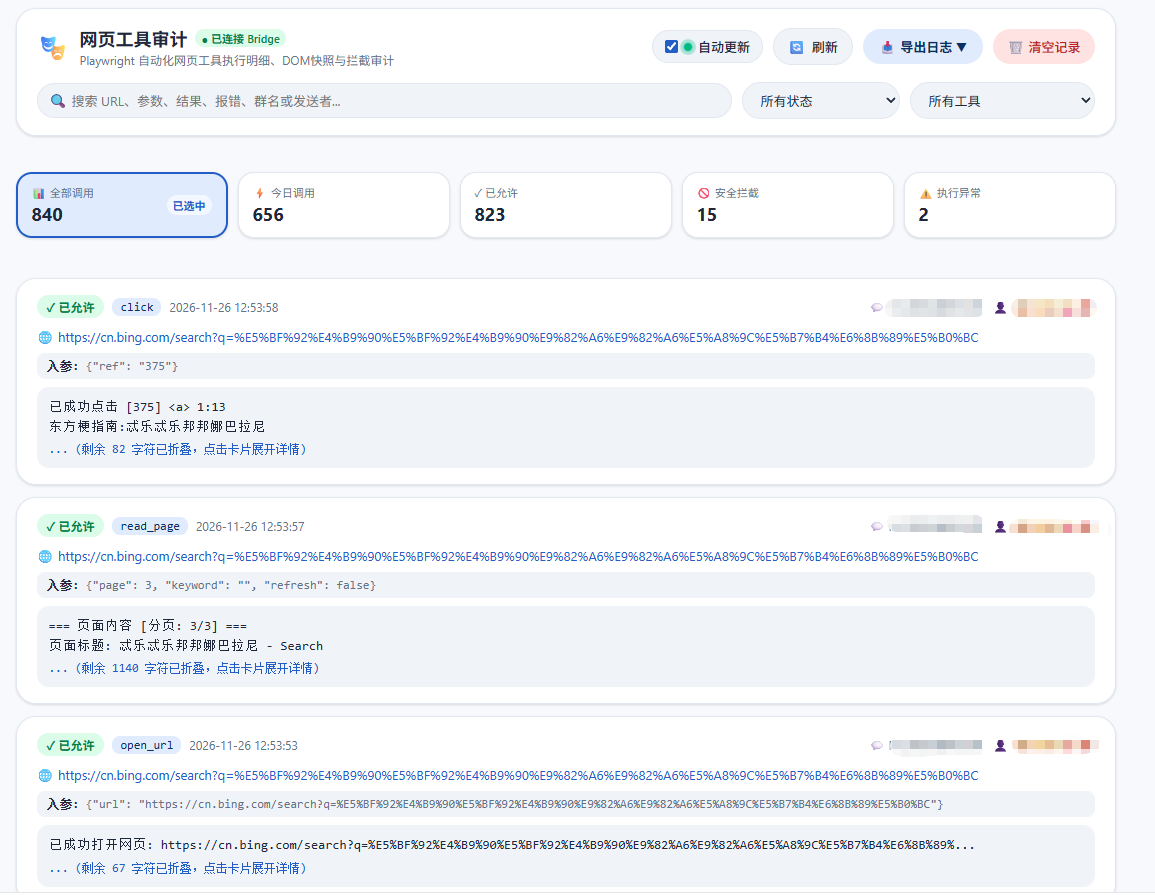 网页工具审计 ● 已连接 Bridge
Playwright 自动化网页工具执行明细、DOM快照与拦截审计
自动更新 刷新 导出日志 ▼ 清空记录
搜索 URL、参数、结果、报错、群名或发送者...
所有状态
所有工具
全部调用
840
已选中
今日调用
656
✓ 已允许
823
安全拦截
15
执行异常
2
✓ 已允许 click 2026-11-26 12:53:58
https://cn.bing.com/search?q=%E5%BF%92%E4%B9%90%E5%BF%92%E4%B9%90%E9%82%A6%E9%82%A6%E5%A8%9C%E5%B7%B4%E6%8B%89%E5%B0%BC
入参: {"ref": "375"}
已成功点击 [375] <a> 1:13
东方梗指南:忒乐忒乐邦邦娜巴拉尼
... (剩余 82 字符已折叠，点击卡片展开详情)
✓ 已允许 read_page 2026-11-26 12:53:57
https://cn.bing.com/search?q=%E5%BF%92%E4%B9%90%E5%BF%92%E4%B9%90%E9%82%A6%E9%82%A6%E5%A8%9C%E5%B7%B4%E6%8B%89%E5%B0%BC
入参: {"page": 3, "keyword": "", "refresh": false}
=== 页面内容 [分页: 3/3] ===
页面标题: 忒乐忒乐邦邦娜巴拉尼 - Search
... (剩余 1140 字符已折叠，点击卡片展开详情)
✓ 已允许 open_url 2026-11-26 12:53:53
https://cn.bing.com/search?q=%E5%BF%92%E4%B9%90%E5%BF%92%E4%B9%90%E9%82%A6%E9%82%A6%E5%A8%9C%E5%B7%B4%E6%8B%89%E5%B0%BC
入参: {"url": "https://cn.bing.com/search?q=%E5%BF%92%E4%B9%90%E5%BF%92%E4%B9%90%E9%82%A6%E9%82%A6%E5%A8%9C%E5%B7%B4%E6%8B%89%E5%B0%BC"}
已成功打开网页: https://cn.bing.com/search?q=%E5%BF%92%E4%B9%90%E5%BF%92%E4%B9%90%E9%82%A6%E9%82%A6%E5%A8%9C%E5%B7%B4%E6%8B%89%...
... (剩余 67 字符已折叠，点击卡片展开详情)